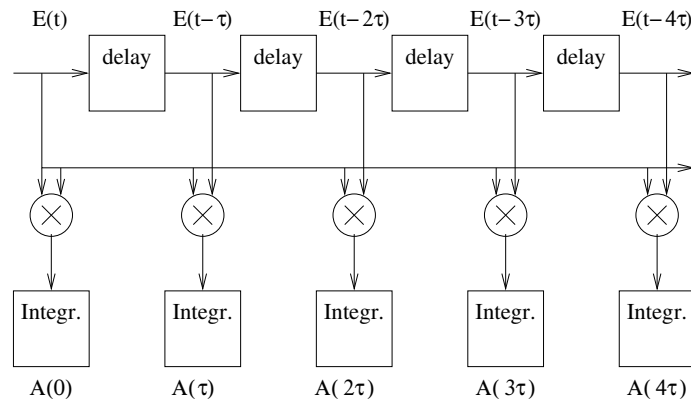 E(t) E(t-τ) E(t-2τ) E(t-3τ) E(t-4τ)
delay delay delay delay
Integr. Integr. Integr. Integr. Integr.
A(0) A(τ) A(2τ) A(3τ) A(4τ)